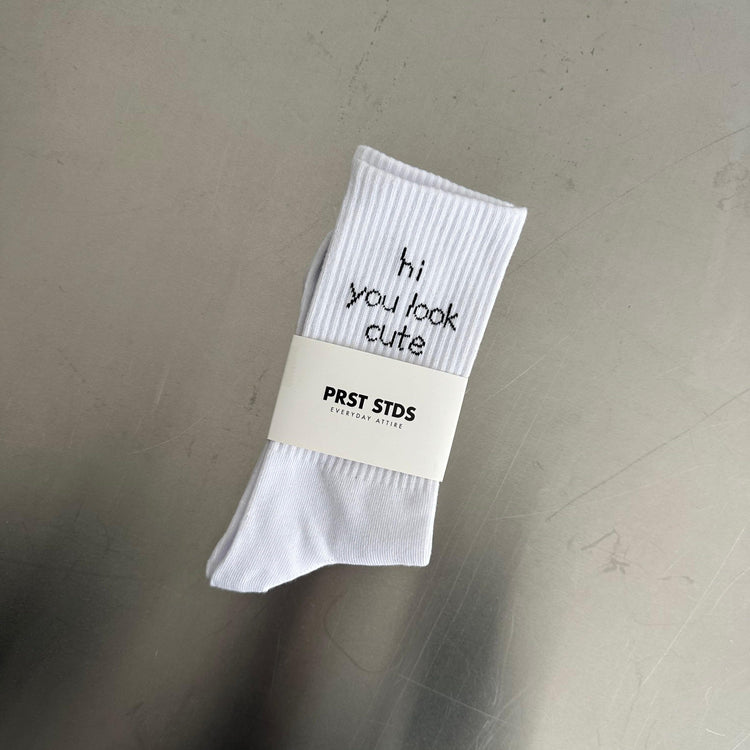 hi
you look
cute
PRST STDS
EVERYDAY ATTIRE